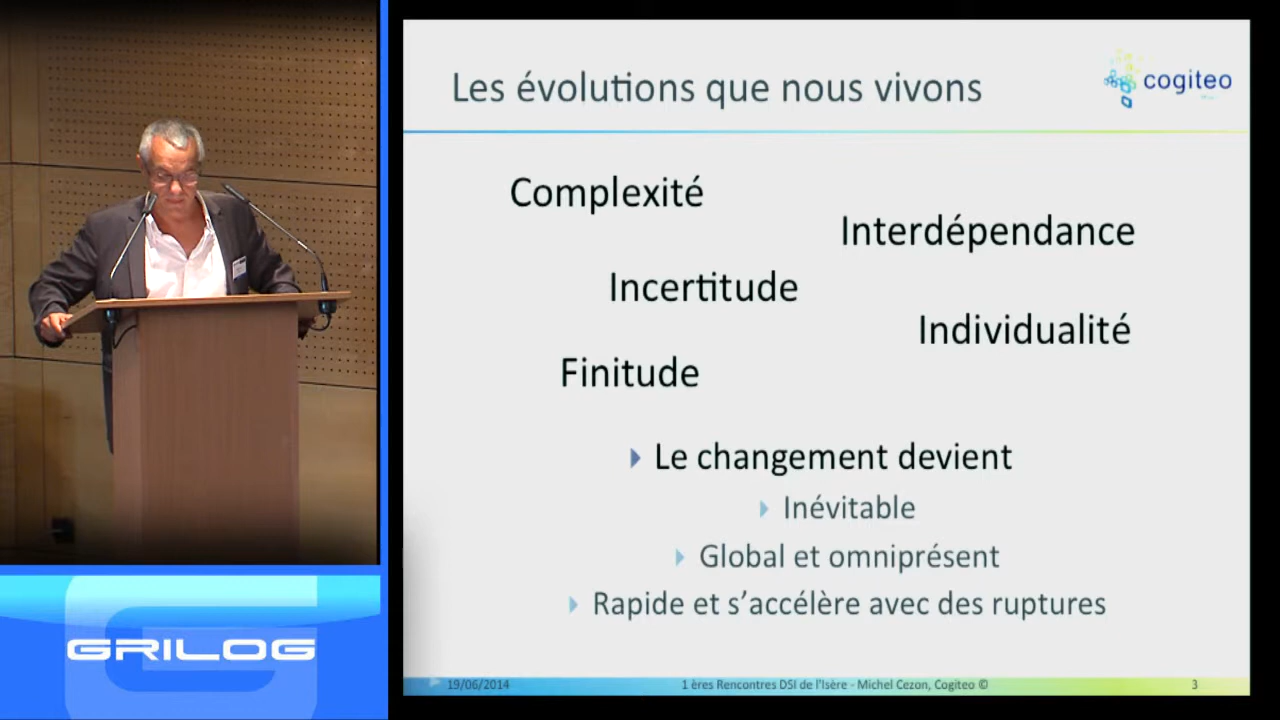 Les évolutions que nous vivons
cogiteo
Complexité
Interdépendance
Incertitude
Individualité
Finitude
Le changement devient
Inévitable
Global et omniprésent
Rapide et s’accélère avec des ruptures
GRILOG
19/06/2014
1 ères Rencontres DSI de l'Isère - Michel Cezon, Cogiteo ©
3